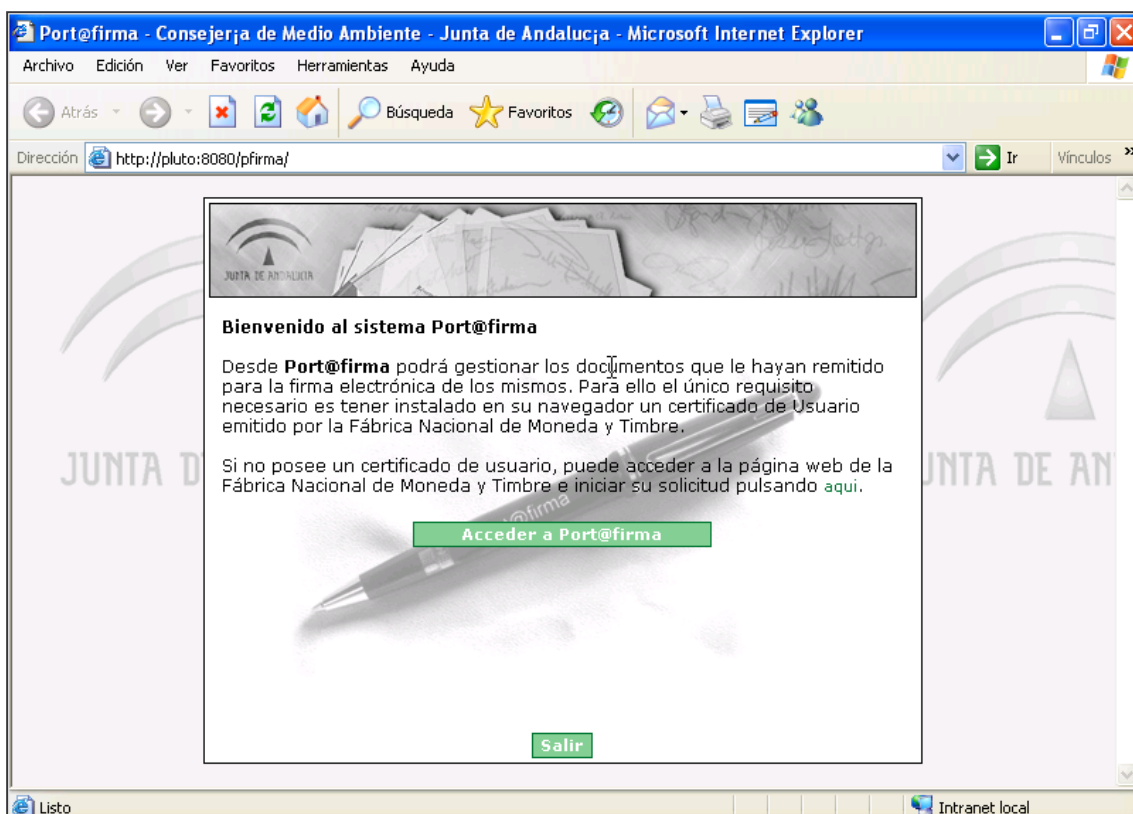 Port@firma - Consejer¡a de Medio Ambiente - Junta de Andaluc¡a - Microsoft Internet Explorer
Archivo Edición Ver Favoritos Herramientas Ayuda
Atrás Búsqueda Favoritos
Dirección http://pluto:8080/pfirma/ Ir Vínculos »
JUNTA DE ANDALUCIA
Bienvenido al sistema Port@firma
Desde Port@firma podrá gestionar los documentos que le hayan remitido
para la firma electrónica de los mismos. Para ello el único requisito
necesario es tener instalado en su navegador un certificado de Usuario
emitido por la Fábrica Nacional de Moneda y Timbre.
JUNTA D
UNTA DE AN
Si no posee un certificado de usuario, puede acceder a la página web de la
Fábrica Nacional de Moneda y Timbre e iniciar su solicitud pulsando aqui.
Acceder a Port@firma
Salir
Listo Intranet local